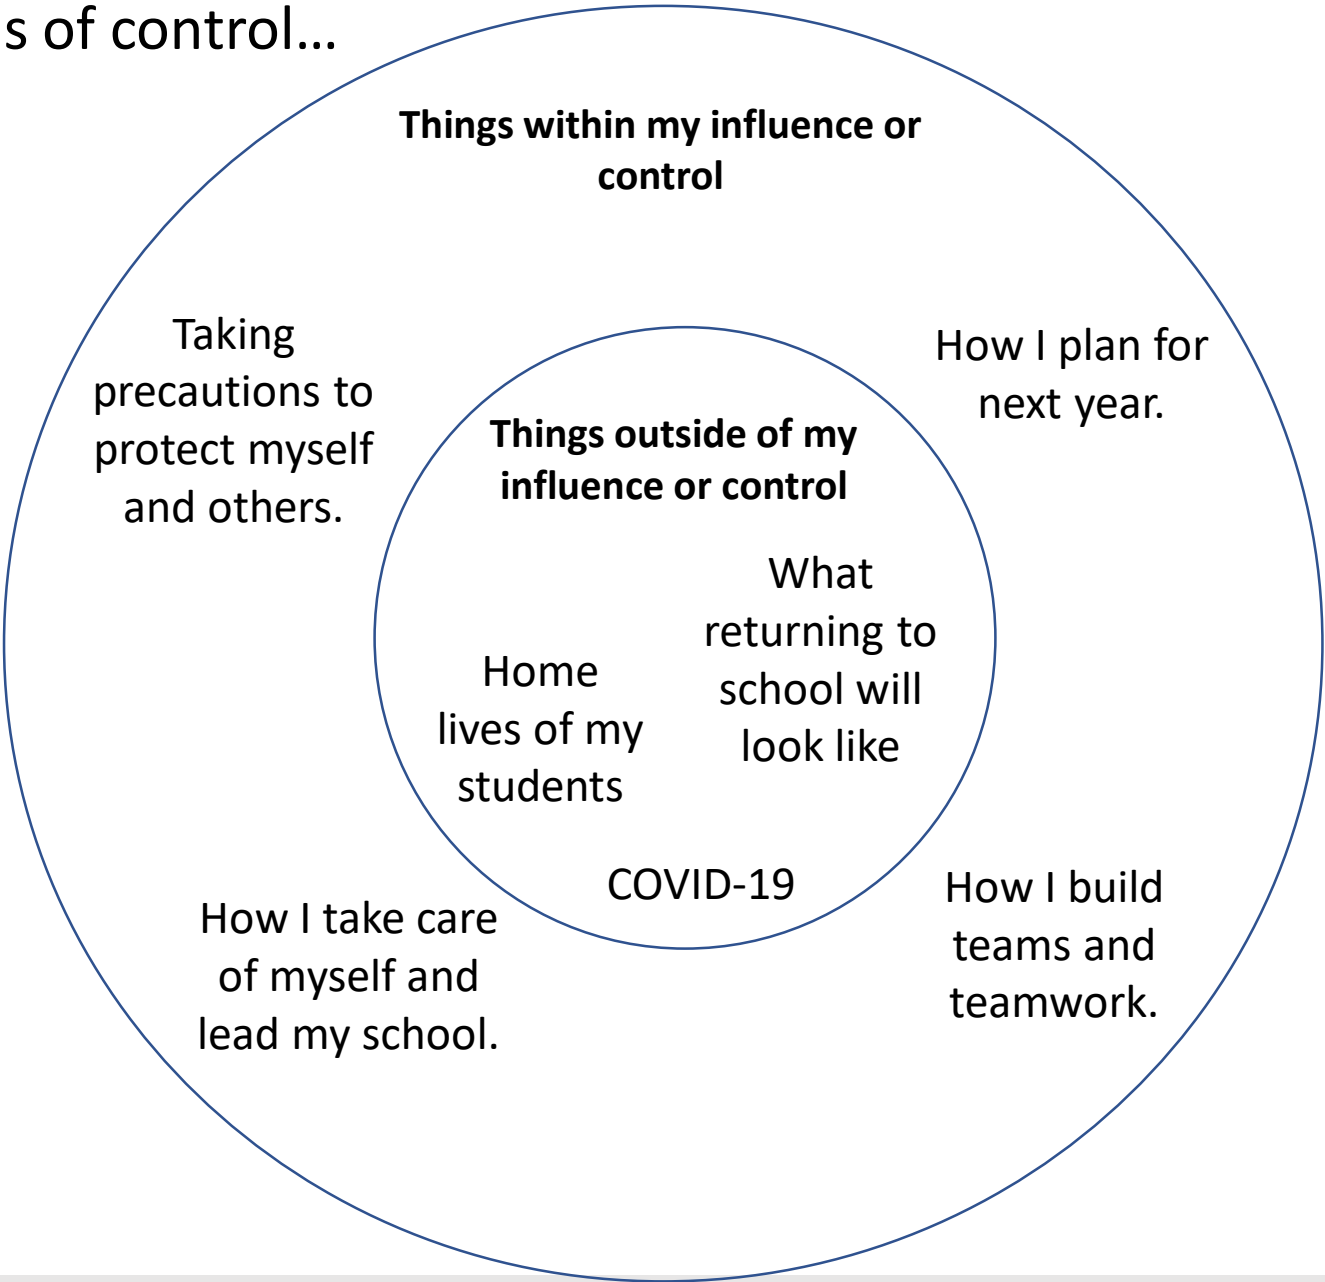 s of control…
Things within my influence or
control
Taking
precautions to
protect myself
and others.
How I plan for
next year.
Things outside of my
influence or control
What
returning to
school will
look like
Home
lives of my
students
COVID-19
How I take care
of myself and
lead my school.
How I build
teams and
teamwork.